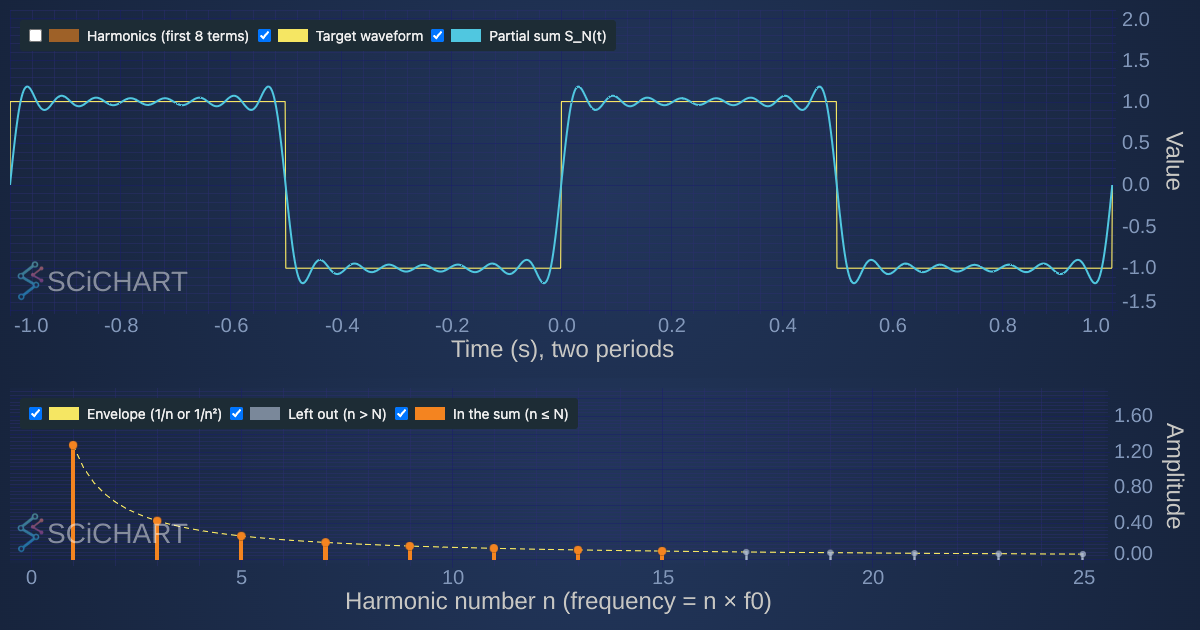 Harmonics (first 8 terms) Target waveform Partial sum S_N(t)
2.0
1.5
1.0
0.5
0.0
-0.5
-1.0
-1.5
Value
SCiCHART
-1.0 -0.8 -0.6 -0.4 -0.2 0.0 0.2 0.4 0.6 0.8 1.0
Time (s), two periods
Envelope (1/n or 1/n²) Left out (n > N) In the sum (n ≤ N)
1.60
1.20
0.80
0.40
0.00
Amplitude
SCiCHART
0 5 10 15 20 25
Harmonic number n (frequency = n × f0)